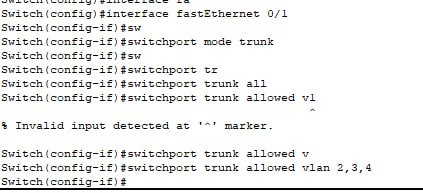 Switch(config)#interface fa
Switch(config)#interface fastEthernet 0/1
Switch(config-if)#sw
Switch(config-if)#switchport mode trunk
Switch(config-if)#sw
Switch(config-if)#switchport tr
Switch(config-if)#switchport trunk all
Switch(config-if)#switchport trunk allowed vl
^
% Invalid input detected at '^' marker.
Switch(config-if)#switchport trunk allowed v
Switch(config-if)#switchport trunk allowed vlan 2,3,4
Switch(config-if)#